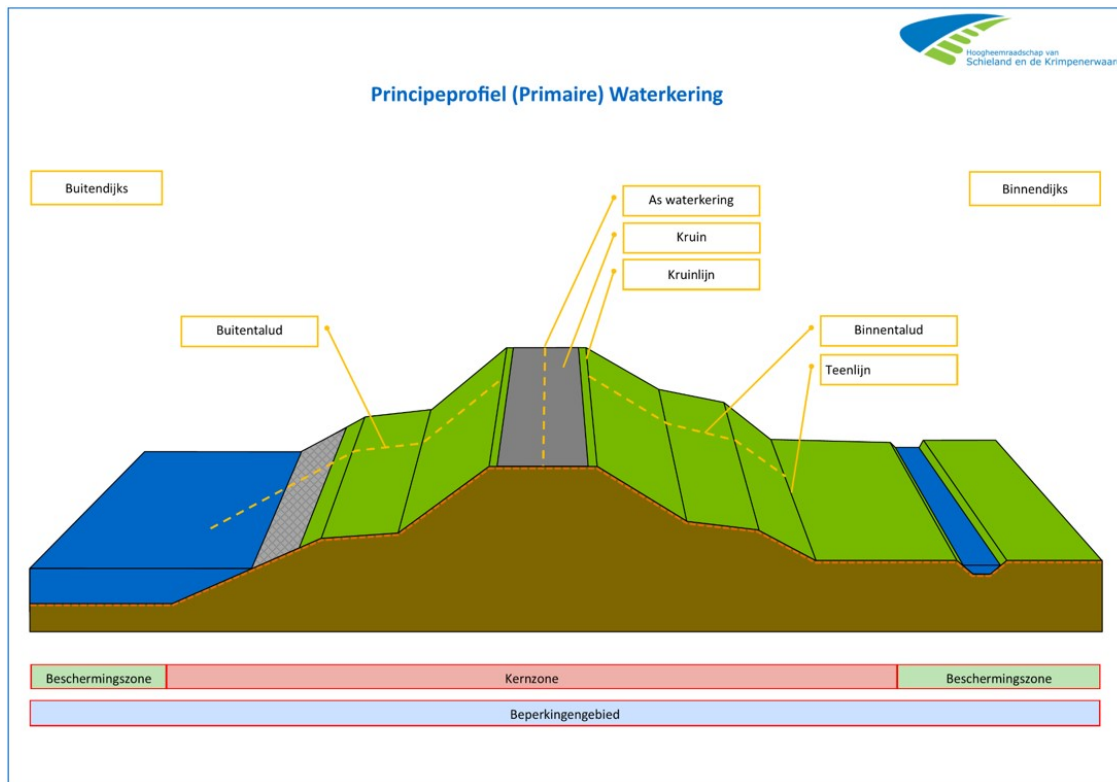 Hoogheemraadschap van
Schieland en de Krimpenerwaard
Principeprofiel (Primaire) Waterkering
Buitendijks
Binnendijks
As waterkering
Kruin
Kruinlijn
Buitentalud
Binnentalud
Teenlijn
Beschermingszone
Kernzone
Beschermingszone
Beperkingengebied